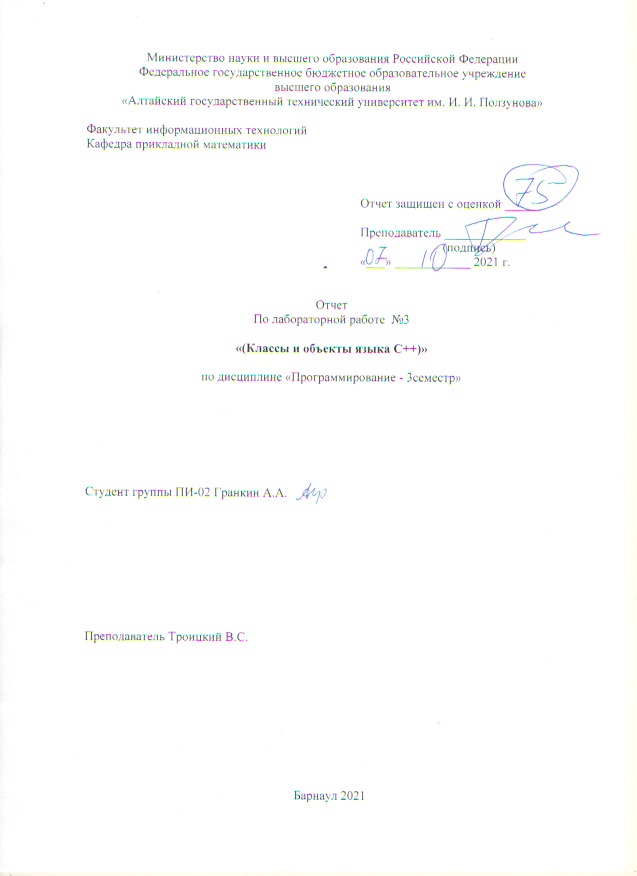 Министерство науки и высшего образования Российской Федерации
Федеральное государственное бюджетное образовательное учреждение
высшего образования
«Алтайский государственный технический университет им. И. И. Ползунова»
Факультет информационных технологий
Кафедра прикладной математики
Отчет защищен с оценкой 75
Преподаватель
(подпись)
«07» 10 2021 г.
Отчет
По лабораторной работе №3
«(Классы и объекты языка С++)»
по дисциплине «Программирование - 3семестр»
Студент группы ПИ-02 Гранкин А.А.
Преподаватель Троицкий В.С.
Барнаул 2021